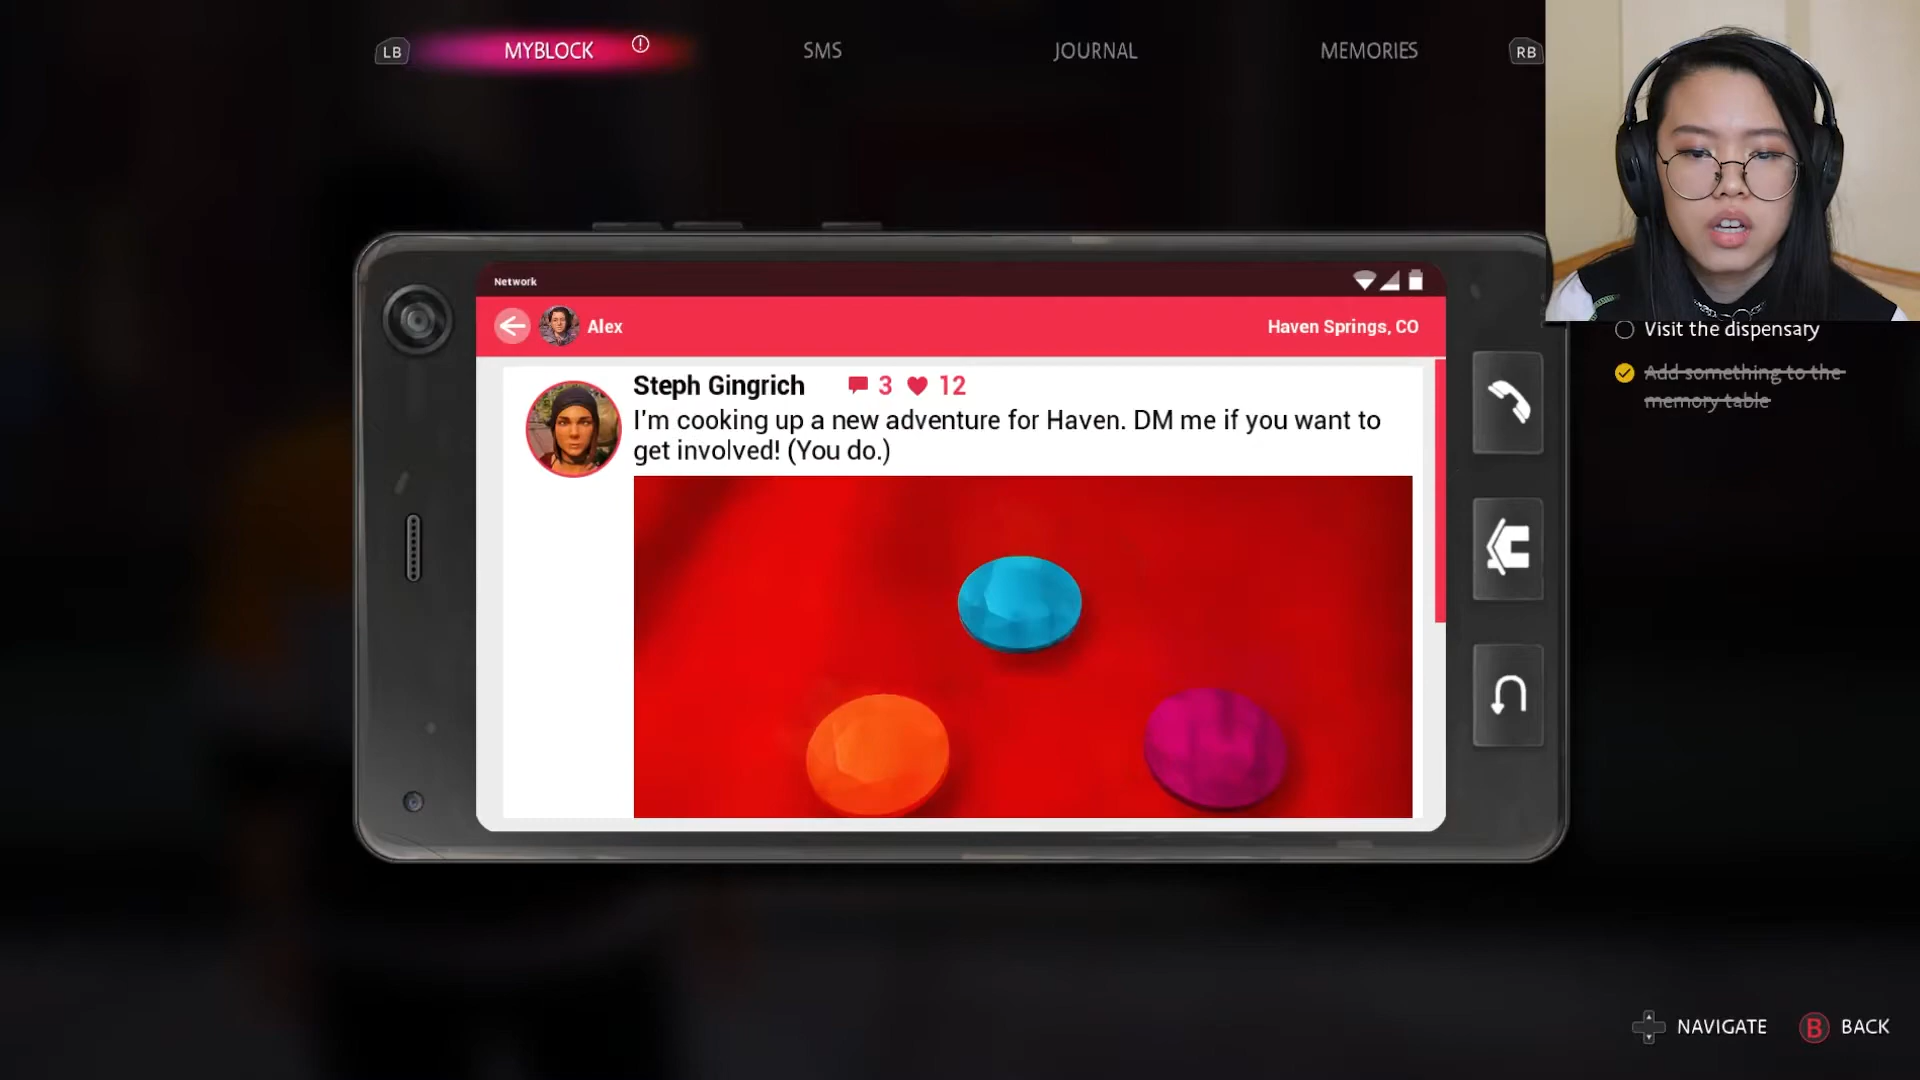 LB MYBLOCK SMS JOURNAL MEMORIES RB
Network
Alex Haven Springs, CO
Steph Gingrich 3 12
I'm cooking up a new adventure for Haven. DM me if you want to
get involved! (You do.)
Visit the dispensary
Add something to the
memory table
NAVIGATE B BACK